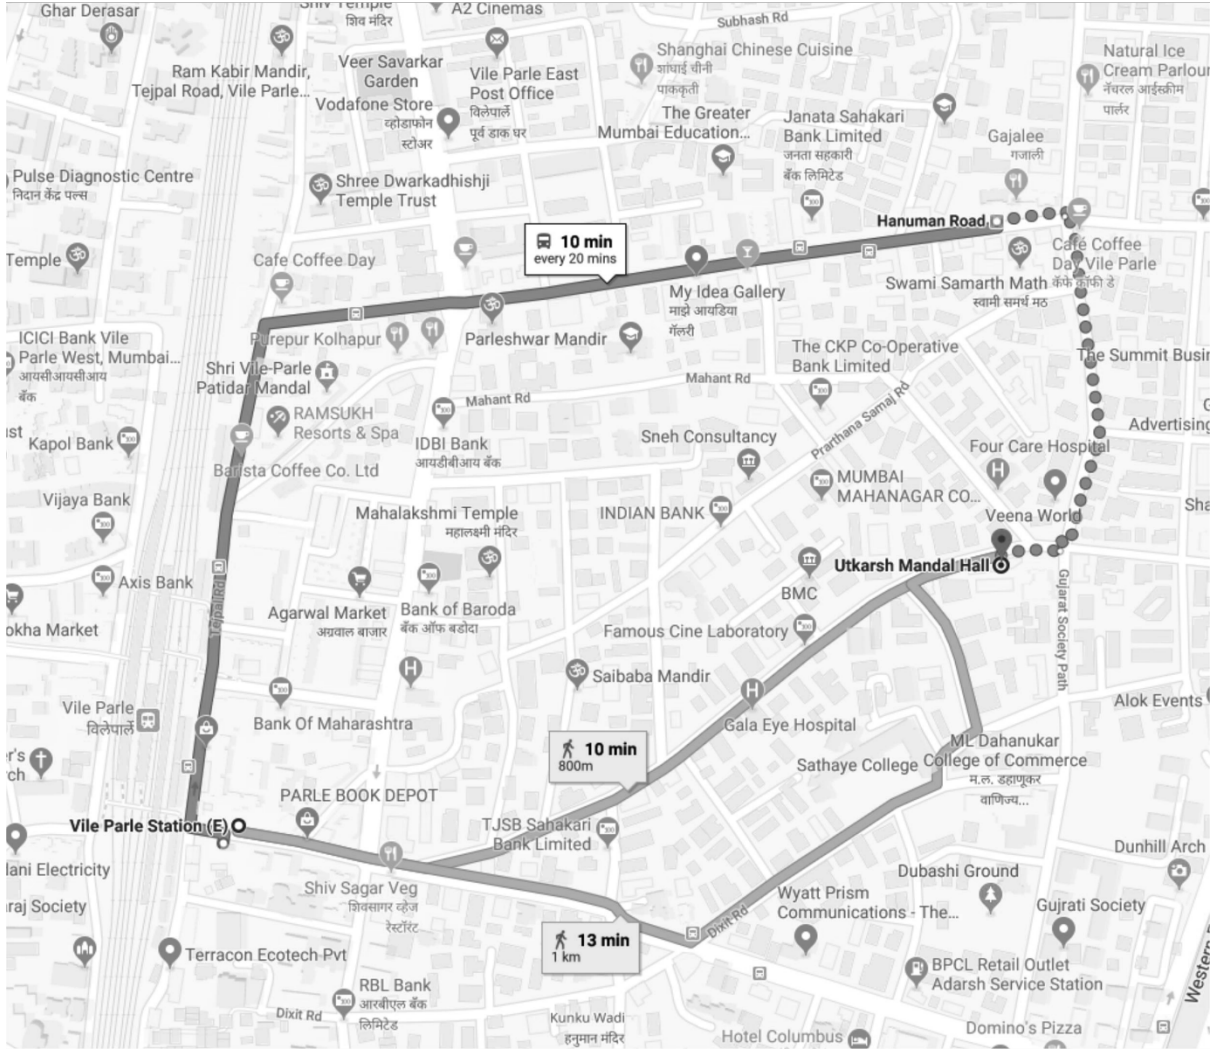 Ghar Derasar
शिव मंदिर
A2 Cinemas
Subhash Rd
Ram Kabir Mandir,
Tejpal Road, Vile Parle...
Veer Savarkar
Garden
Vodafone Store
व्होडाफोन
स्टोअर
Vile Parle East
Post Office
विलेपार्ले
पूर्व डाक घर
Shanghai Chinese Cuisine
शांघाई चीनी
पाककृती
The Greater
Mumbai Education...
Janata Sahakari
Bank Limited
जनता सहकारी
बँक लिमिटेड
Natural Ice
Cream Parlour
नॅचरल आईस्क्रीम
पार्लर
Gajalee
गजाली
Pulse Diagnostic Centre
निदान केंद्र पल्स
Shree Dwarkadhishji
Temple Trust
Hanuman Road
10 min
every 20 mins
Temple
Cafe Coffee Day
Café Coffee
Day Vile Parle
कॅफे कॉफी डे
Swami Samarth Math
स्वामी समर्थ मठ
My Idea Gallery
माझे आयडिया
गॅलरी
ICICI Bank Vile
Parle West, Mumbai...
आयसीआयसीआय
बँक
Purepur Kolhapur
Parleshwar Mandir
The CKP Co-Operative
Bank Limited
The Summit Busi
Shri Vile-Parle
Patidar Mandal
Mahant Rd
Mahant Rd
Prarthana Samaj Rd
RAMSUKH
Resorts & Spa
Kapol Bank
IDBI Bank
आयडीबीआय बॅंक
Sneh Consultancy
Four Care Hospital
Advertising
Barista Coffee Co. Ltd
MUMBAI
MAHANAGAR CO...
Vijaya Bank
Mahalakshmi Temple
महालक्ष्मी मंदिर
INDIAN BANK
Veena World
Utkarsh Mandal Hall
BMC
Axis Bank
Agarwal Market
अग्रवाल बाजार
Bank of Baroda
बँक ऑफ बडोदा
Tejpal Rd
okha Market
Famous Cine Laboratory
Gujarat Society Path
Saibaba Mandir
Vile Parle
विलेपार्ले
Bank Of Maharashtra
Gala Eye Hospital
Alok Events
10 min
800m
Sathaye College
ML Dahanukar
College of Commerce
म.ल. डहाणूकर
वाणिज्य...
PARLE BOOK DEPOT
Vile Parle Station (E)
TJSB Sahakari
Bank Limited
Dunhill Arch
lani Electricity
Shiv Sagar Veg
शिवसागर व्हेज
रेस्टॉरंट
Dubashi Ground
raj Society
Wyatt Prism
Communications - The...
Gujrati Society
Dixit Rd
13 min
1 km
Terracon Ecotech Pvt
BPCL Retail Outlet
Adarsh Service Station
Western
RBL Bank
आरबीएल बँक
लिमिटेड
Dixit Rd
Kunku Wadi
हनुमान मंदिर
Hotel Columbus
Domino's Pizza